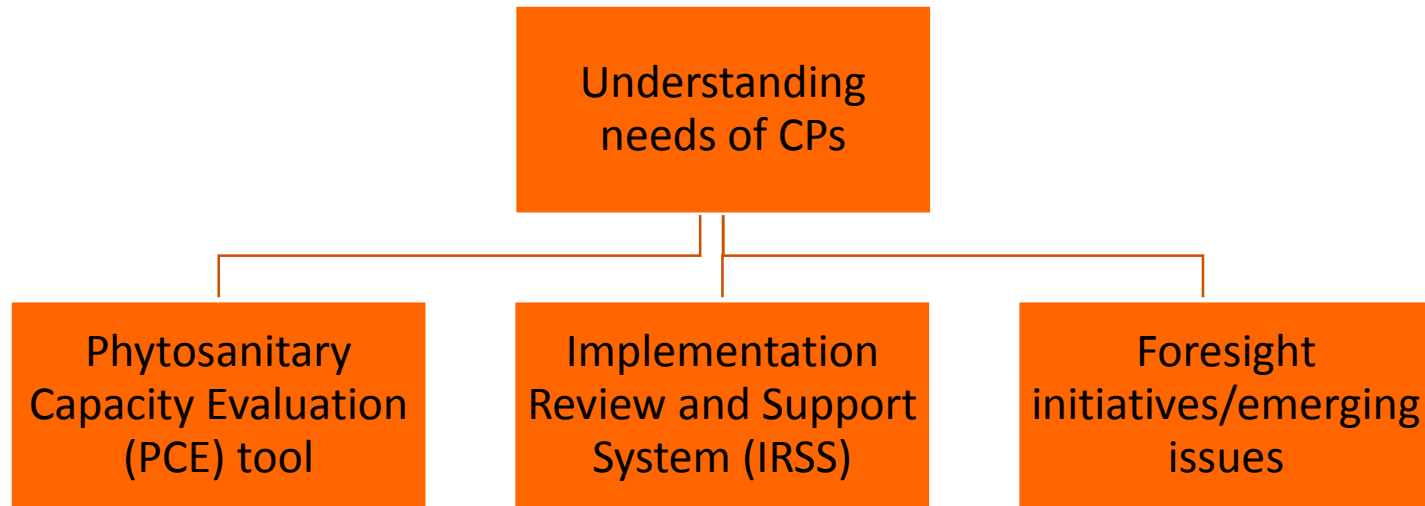 Understanding
needs of CPs
Phytosanitary
Capacity Evaluation
(PCE) tool
Implementation
Review and Support
System (IRSS)
Foresight
initiatives/emerging
issues